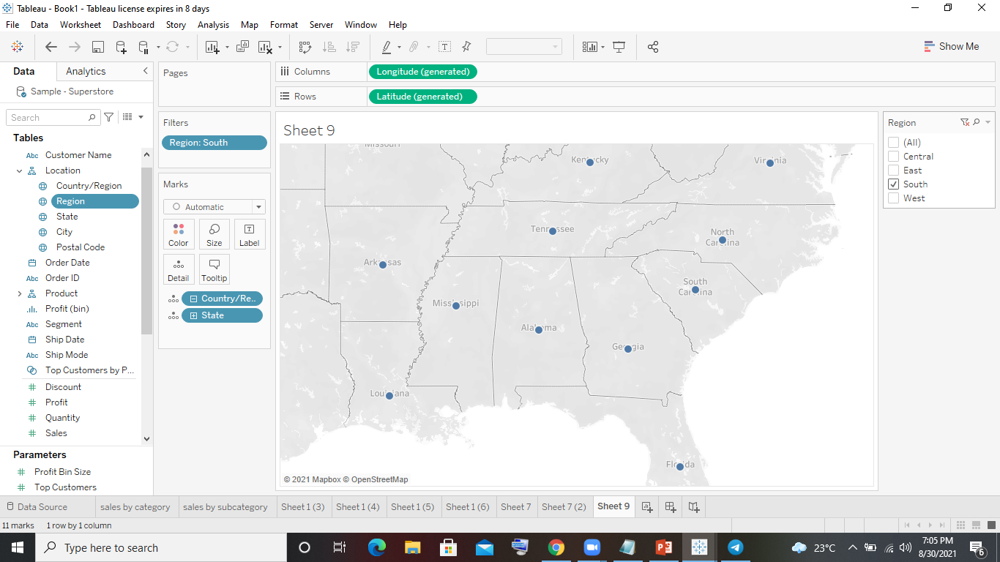 Tableau - Book1 - Tableau license expires in 8 days
File Data Worksheet Dashboard Story Analysis Map Format Server Window Help
Show Me
Data Analytics
Sample - Superstore
Search
Tables
Abc Customer Name
Location
Country/Region
Region
State
City
Postal Code
Order Date
Abc Order ID
Product
Profit (bin)
Abc Segment
Ship Date
Abc Ship Mode
Top Customers by P...
Discount
Profit
Quantity
Sales
Parameters
Profit Bin Size
Top Customers
Pages
Filters
Region: South
Marks
Automatic
Color Size Label
Detail Tooltip
Country/Re..
State
Columns Longitude (generated)
Rows Latitude (generated)
Sheet 9
Missouri
Kentucky
Virginia
Tennessee
North
Carolina
Arkansas
South
Carolina
Mississippi
Alabama
Georgia
Louisiana
Florida
© 2021 Mapbox © OpenStreetMap
Region
(All)
Central
East
South
West
Data Source sales by category sales by subcategory Sheet 1 (3) Sheet 1 (4) Sheet 1 (5) Sheet 1 (6) Sheet 7 Sheet 7 (2) Sheet 9
11 marks 1 row by 1 column
Type here to search
23°C
7:05 PM
8/30/2021
6